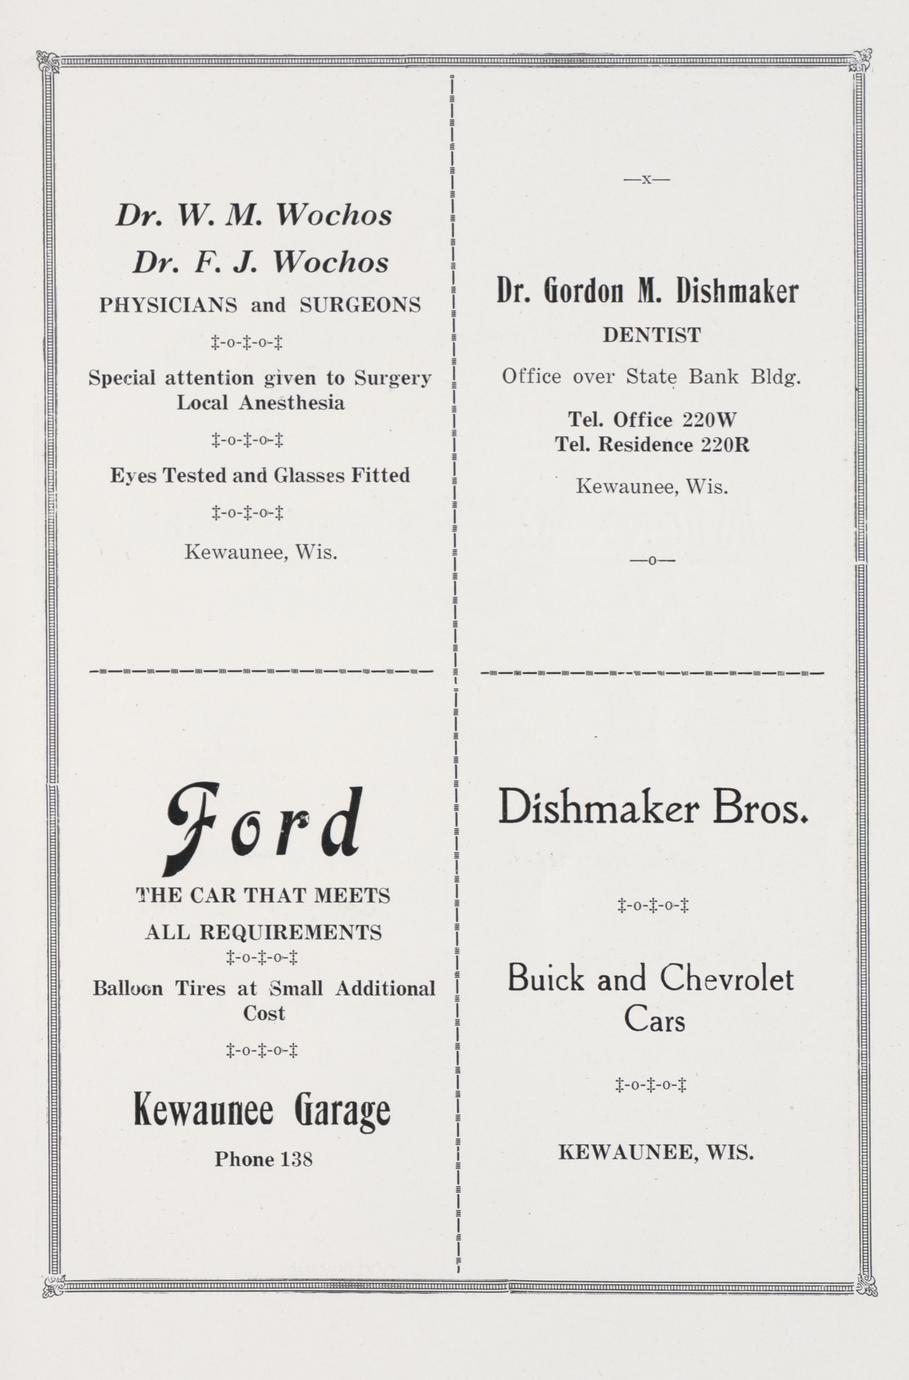 Dr. W. M. Wochos
Dr. F. J. Wochos
PHYSICIANS and SURGEONS
‡-o-‡-o-‡
Special attention given to Surgery
Local Anesthesia
‡-o-‡-o-‡
Eyes Tested and Glasses Fitted
‡-o-‡-o-‡
Kewaunee, Wis.
—x—
Dr. Gordon M. Dishmaker
DENTIST
Office over State Bank Bldg.
Tel. Office 220W
Tel. Residence 220R
Kewaunee, Wis.
—o—
Ford
THE CAR THAT MEETS
ALL REQUIREMENTS
‡-o-‡-o-‡
Balloon Tires at Small Additional
Cost
‡-o-‡-o-‡
Kewaunee Garage
Phone 138
Dishmaker Bros.
‡-o-‡-o-‡
Buick and Chevrolet
Cars
‡-o-‡-o-‡
KEWAUNEE, WIS.